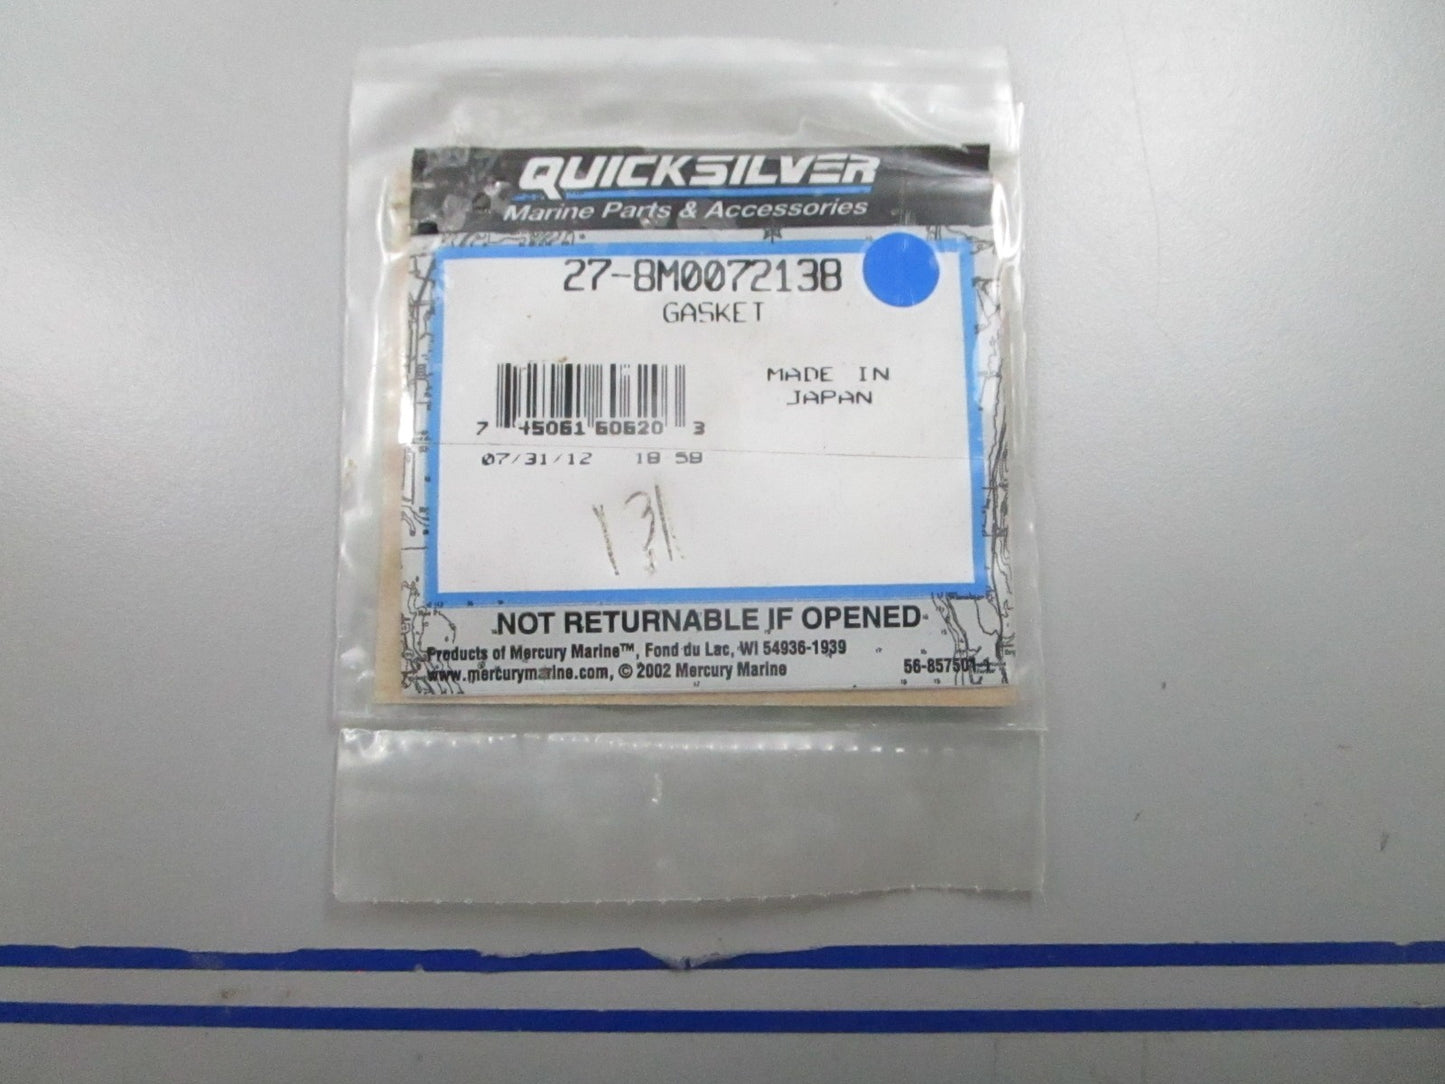 QUICKSILVER
Marine Parts & Accessories
27-8M0072138
GASKET
MADE IN
JAPAN
7 45061 60620 3
07/31/12 18 58
131
NOT RETURNABLE IF OPENED
Products of Mercury Marine™, Fond du Lac, WI 54936-1939
www.mercurymarine.com, © 2002 Mercury Marine
56-857501-1